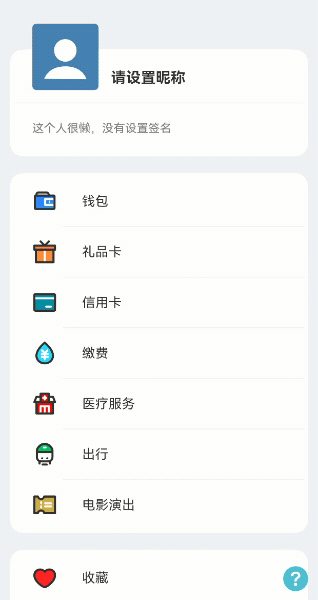 请设置昵称
这个人很懒，没有设置签名
钱包
礼品卡
信用卡
缴费
医疗服务
出行
电影演出
收藏
?